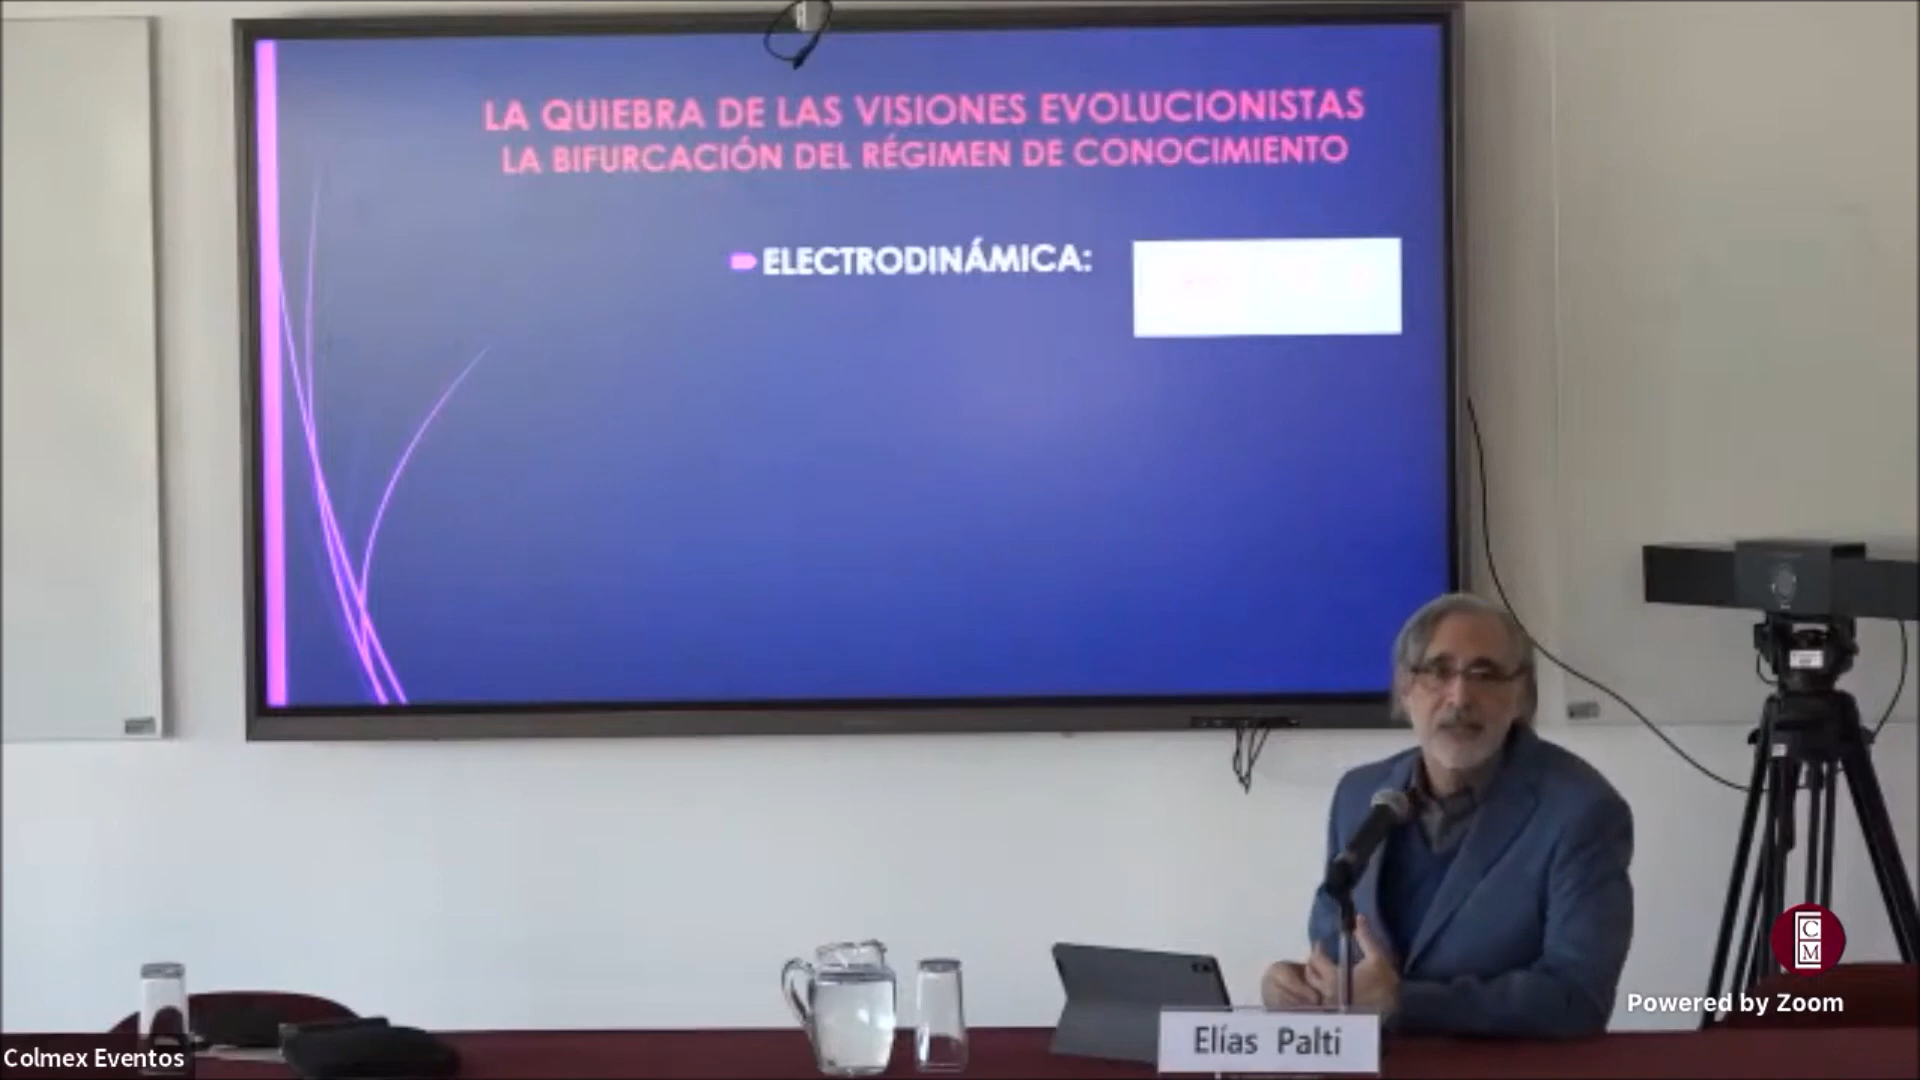 LA QUIEBRA DE LAS VISIONES EVOLUCIONISTAS
LA BIFURCACIÓN DEL RÉGIMEN DE CONOCIMIENTO
ELECTRODINÁMICA:
Elías Palti
C
M
Powered by Zoom
Colmex Eventos